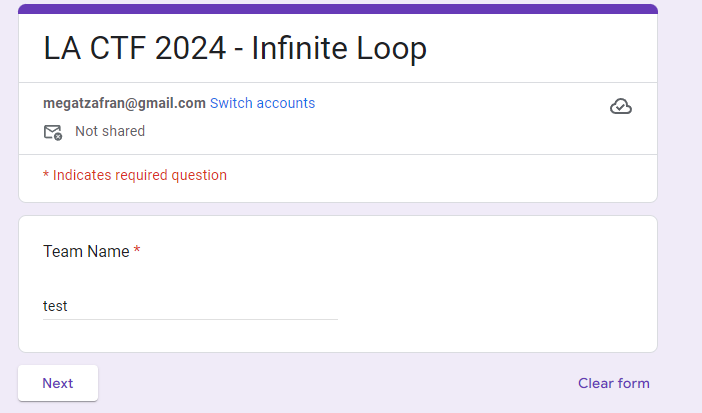 LA CTF 2024 - Infinite Loop
megatzafran@gmail.com Switch accounts
Not shared
* Indicates required question
Team Name *
test
Next Clear form